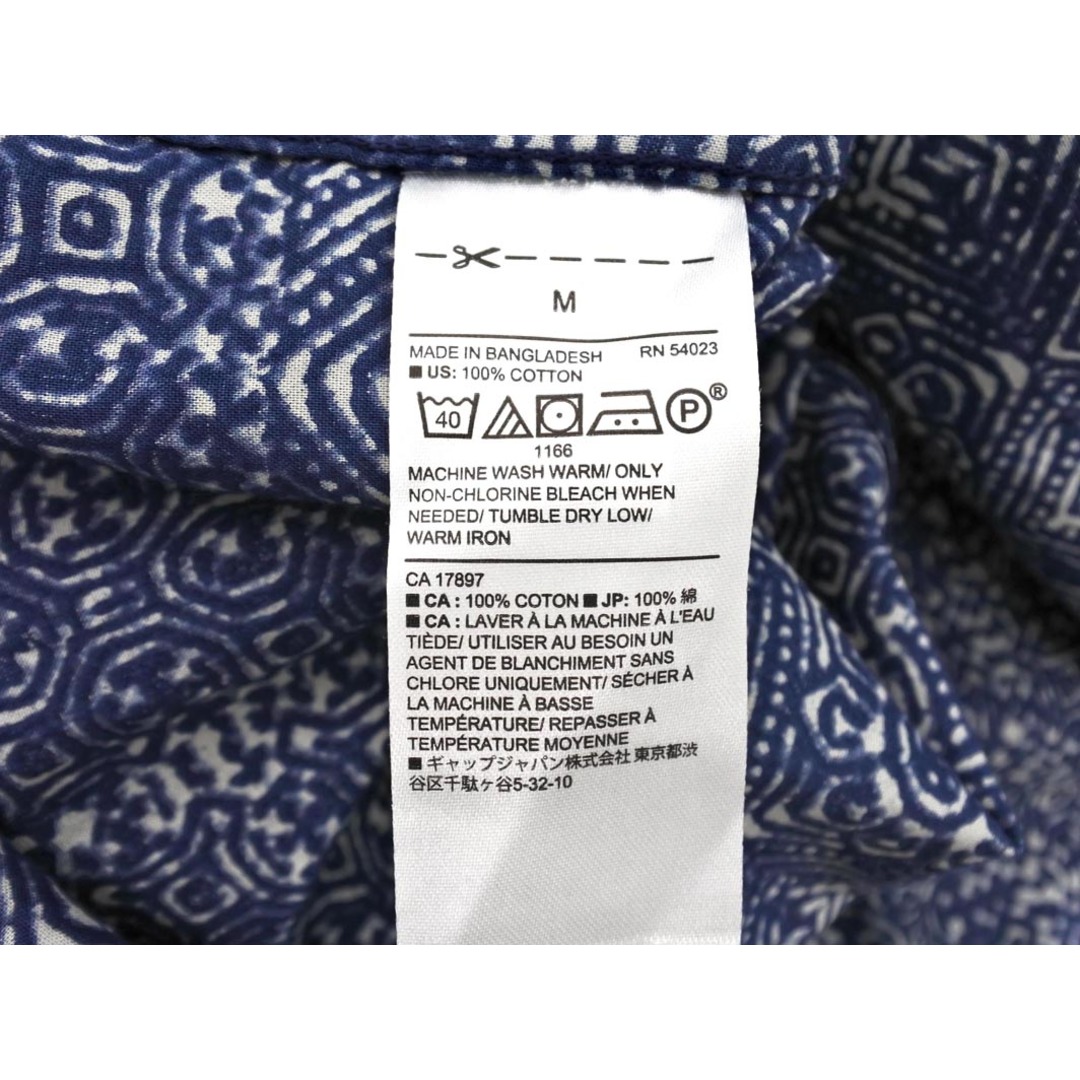 M
MADE IN BANGLADESH RN 54023
■ US: 100% COTTON
40 P®
1166
MACHINE WASH WARM/ ONLY
NON-CHLORINE BLEACH WHEN
NEEDED/ TUMBLE DRY LOW/
WARM IRON
CA 17897
■ CA : 100% COTON ■ JP: 100% 綿
■ CA : LAVER À LA MACHINE À L'EAU
TIÈDE/ UTILISER AU BESOIN UN
AGENT DE BLANCHIMENT SANS
CHLORE UNIQUEMENT/ SÉCHER À
LA MACHINE À BASSE
TEMPÉRATURE/ REPASSER À
TEMPÉRATURE MOYENNE
■ ギャップジャパン株式会社 東京都渋
谷区千駄ヶ谷5-32-10